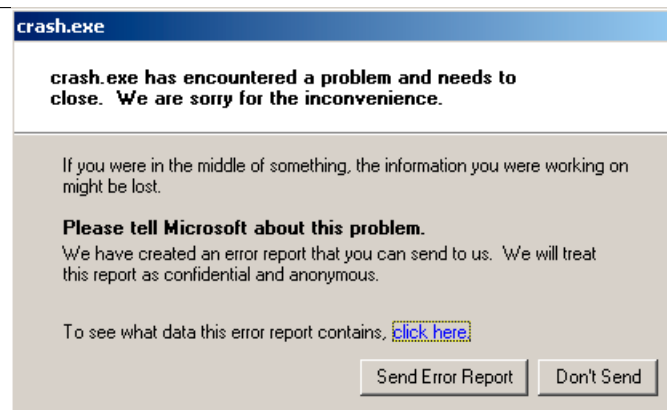 crash.exe
crash.exe has encountered a problem and needs to
close.  We are sorry for the inconvenience.
If you were in the middle of something, the information you were working on
might be lost.
Please tell Microsoft about this problem.
We have created an error report that you can send to us.  We will treat
this report as confidential and anonymous.
To see what data this error report contains, click here.
Send Error Report
Don't Send